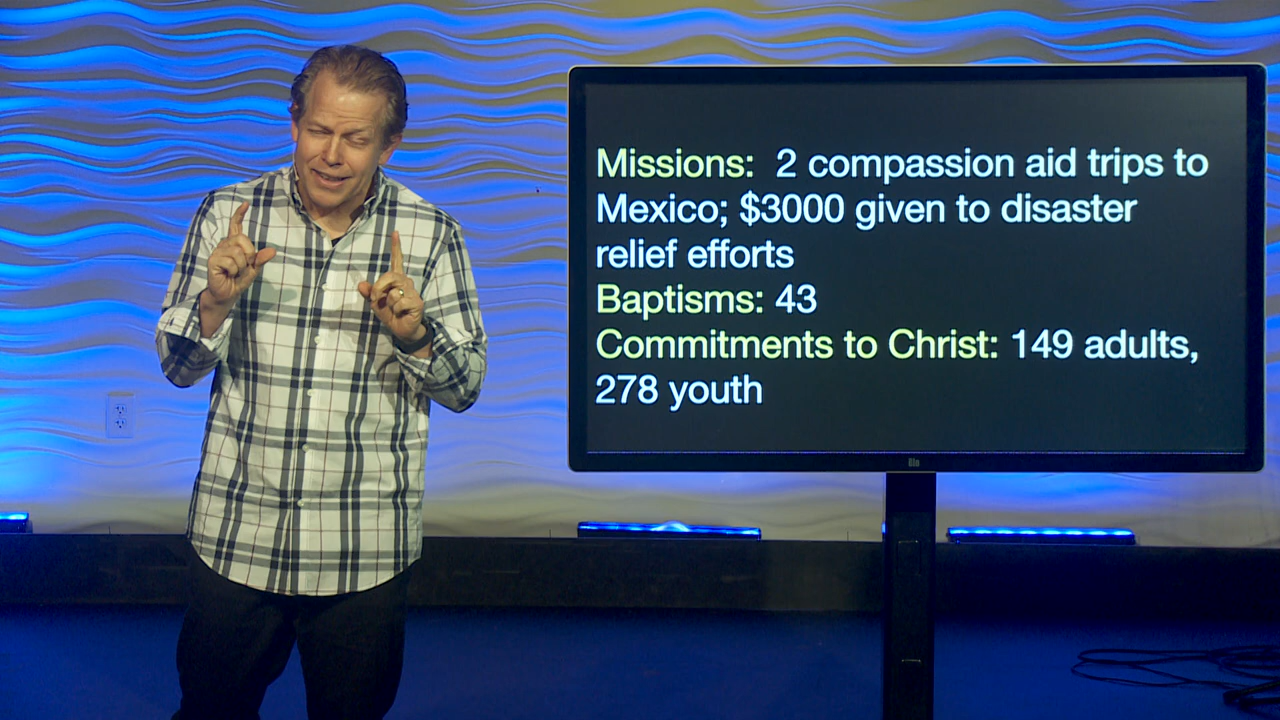 Missions:  2 compassion aid trips to
Mexico; $3000 given to disaster
relief efforts
Baptisms: 43
Commitments to Christ: 149 adults,
278 youth
Elo